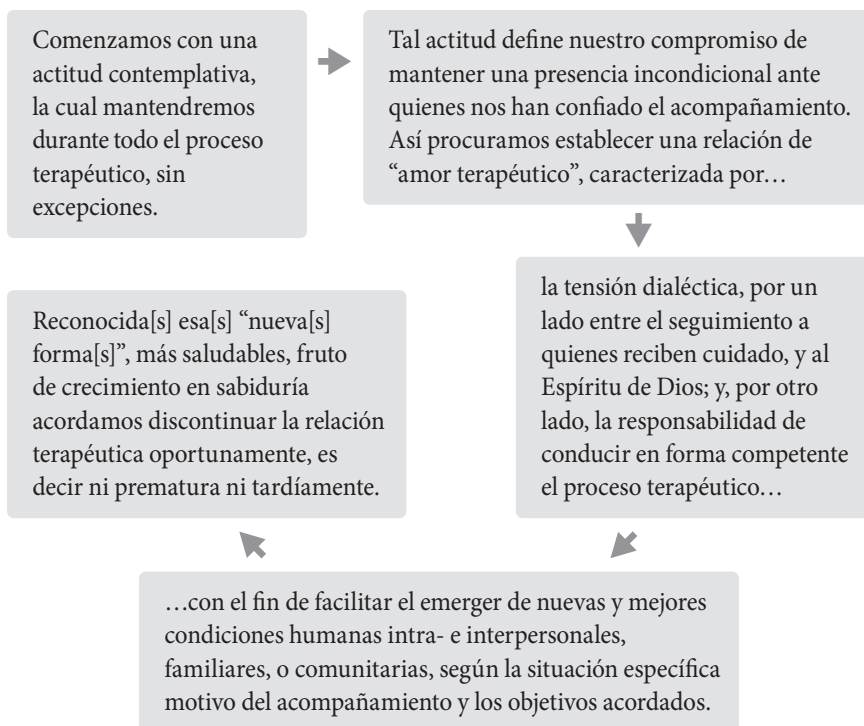 Comenzamos con una
actitud contemplativa,
la cual mantendremos
durante todo el proceso
terapéutico, sin
excepciones.
Tal actitud define nuestro compromiso de
mantener una presencia incondicional ante
quienes nos han confiado el acompañamiento.
Así procuramos establecer una relación de
“amor terapéutico”, caracterizada por…
la tensión dialéctica, por un
lado entre el seguimiento a
quienes reciben cuidado, y al
Espíritu de Dios; y, por otro
lado, la responsabilidad de
conducir en forma competente
el proceso terapéutico…
…con el fin de facilitar el emerger de nuevas y mejores
condiciones humanas intra- e interpersonales,
familiares, o comunitarias, según la situación específica
motivo del acompañamiento y los objetivos acordados.
Reconocida[s] esa[s] “nueva[s]
forma[s]”, más saludables, fruto
de crecimiento en sabiduría
acordamos discontinuar la relación
terapéutica oportunamente, es
decir ni prematura ni tardíamente.